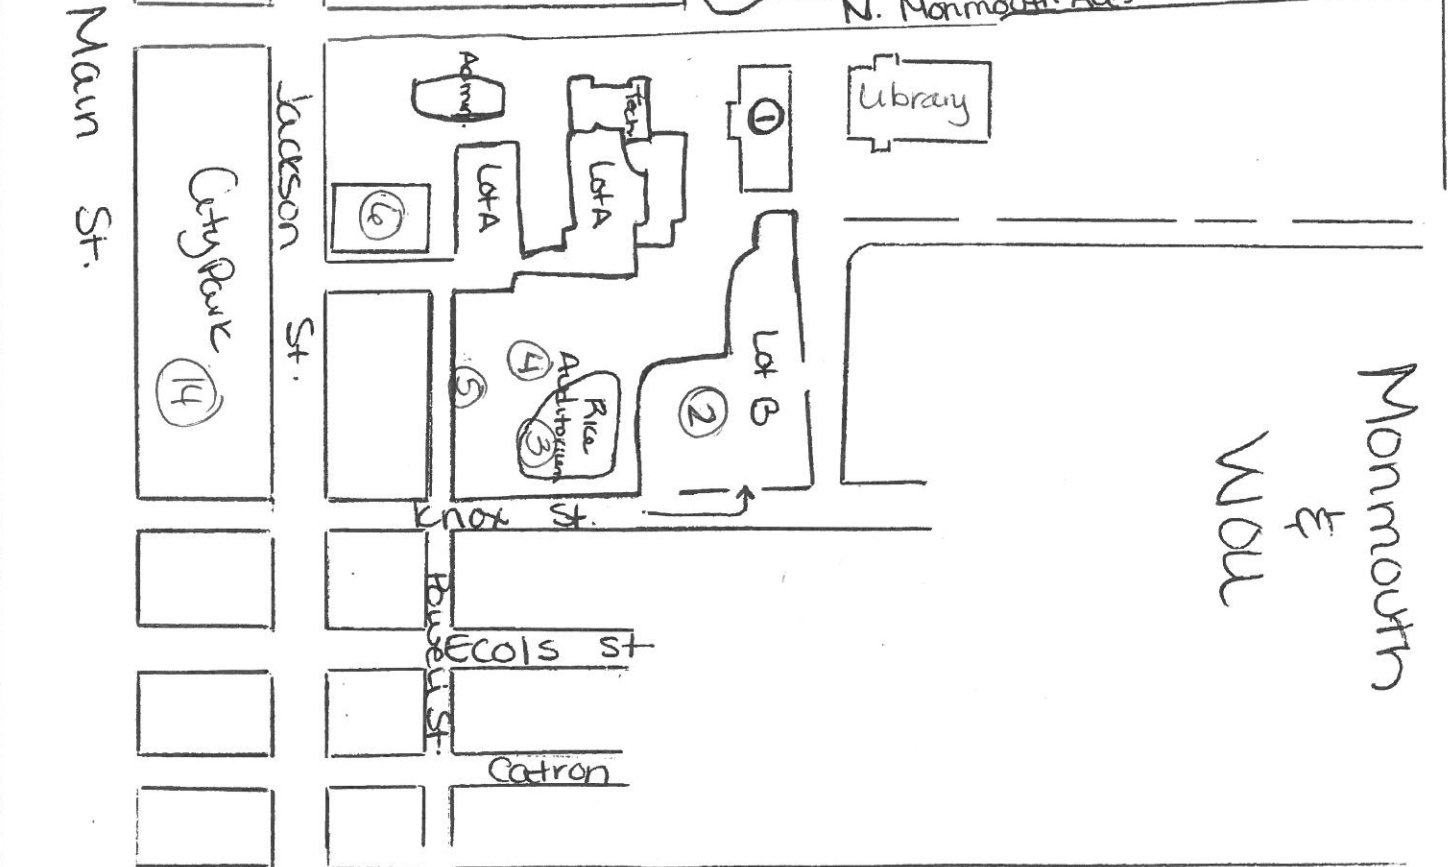 N. Monmouth Ave
Main St.
Jackson St.
City Park
14
Admin.
Tech
1
Library
6
Lot A
Lot A
Lot B
2
4
5
Rice
Auditorium
3
Knox St.
Powell St.
Ecols St
Catron
Monmouth
&
WOU